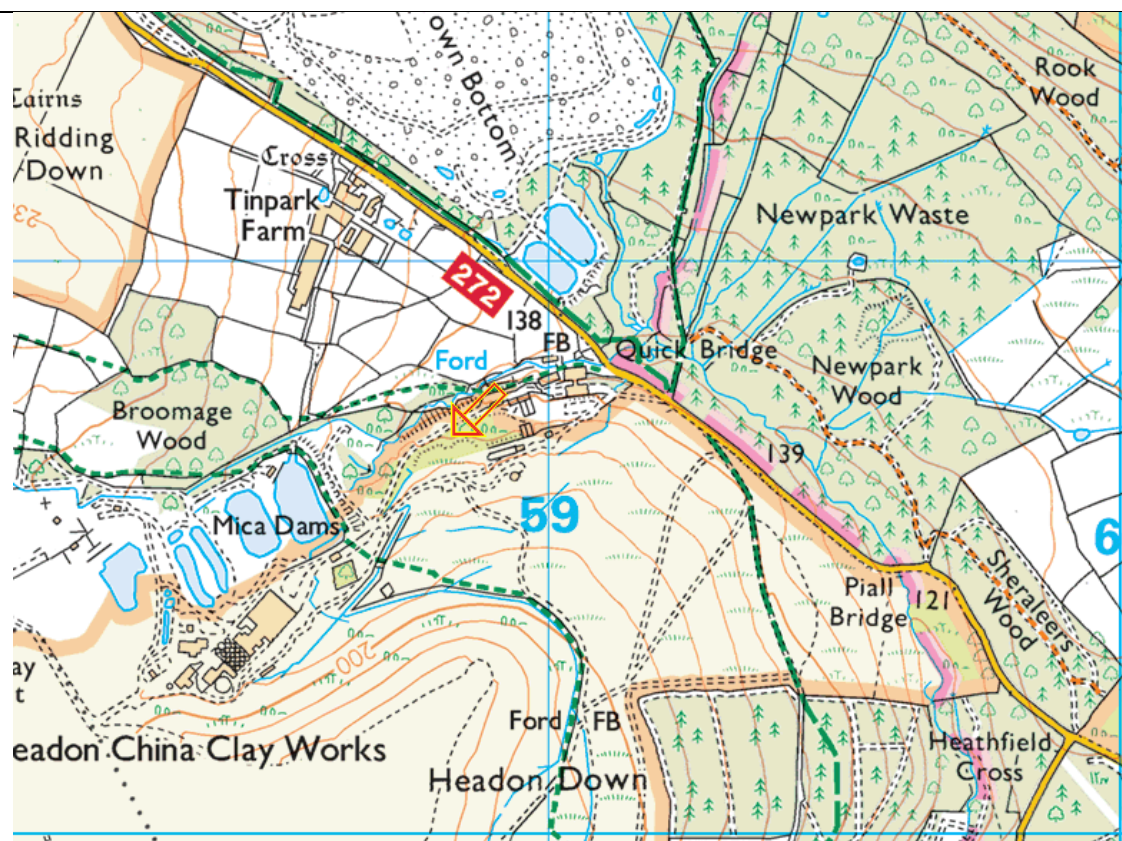 own Bottom
Rook
Wood
Cairns
Ridding
Down
Cross
Tinpark
Farm
Newpark Waste
272
138
FB
Ford
Quick Bridge
Newpark
Wood
Broomage
Wood
139
Mica Dams
59
6
Sheraleers
Wood
Piall
Bridge
121
200
ay
t
Ford
FB
eadon China Clay Works
Headon Down
Heathfield
Cross